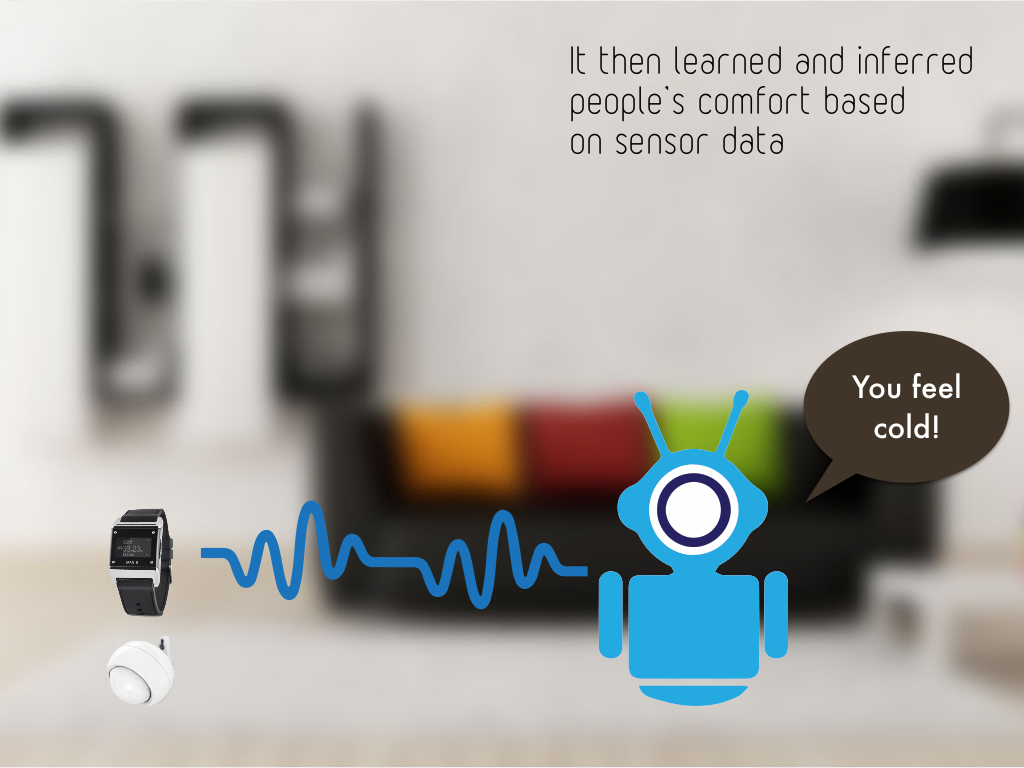 It then learned and inferred
people's comfort based
on sensor data
You feel
cold!